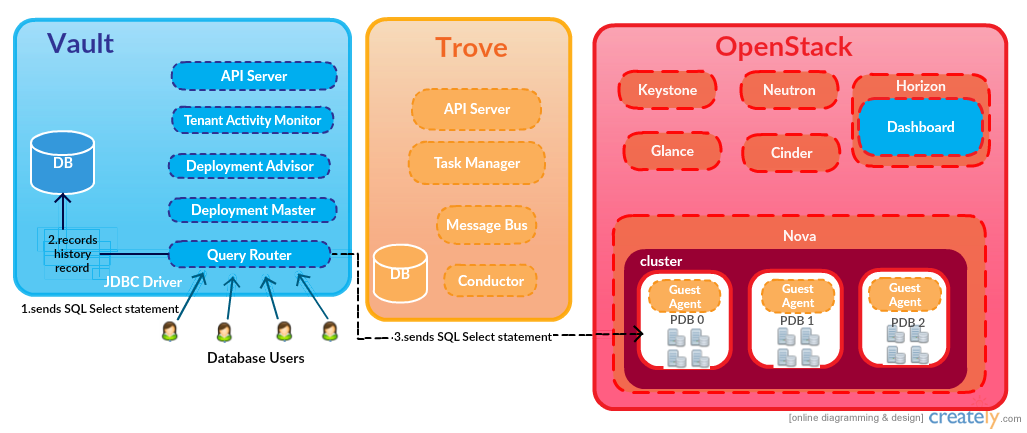 Vault
API Server
Tenant Activity Monitor
Deployment Advisor
Deployment Master
Query Router
DB
2.records
history
record
JDBC Driver
1.sends SQL Select statement
Database Users
Trove
API Server
Task Manager
Message Bus
Conductor
DB
3.sends SQL Select statement
OpenStack
Keystone
Neutron
Horizon
Dashboard
Glance
Cinder
Nova
cluster
Guest
Agent
PDB 0
Guest
Agent
PDB 1
Guest
Agent
PDB 2
[online diagramming & design] creately.com